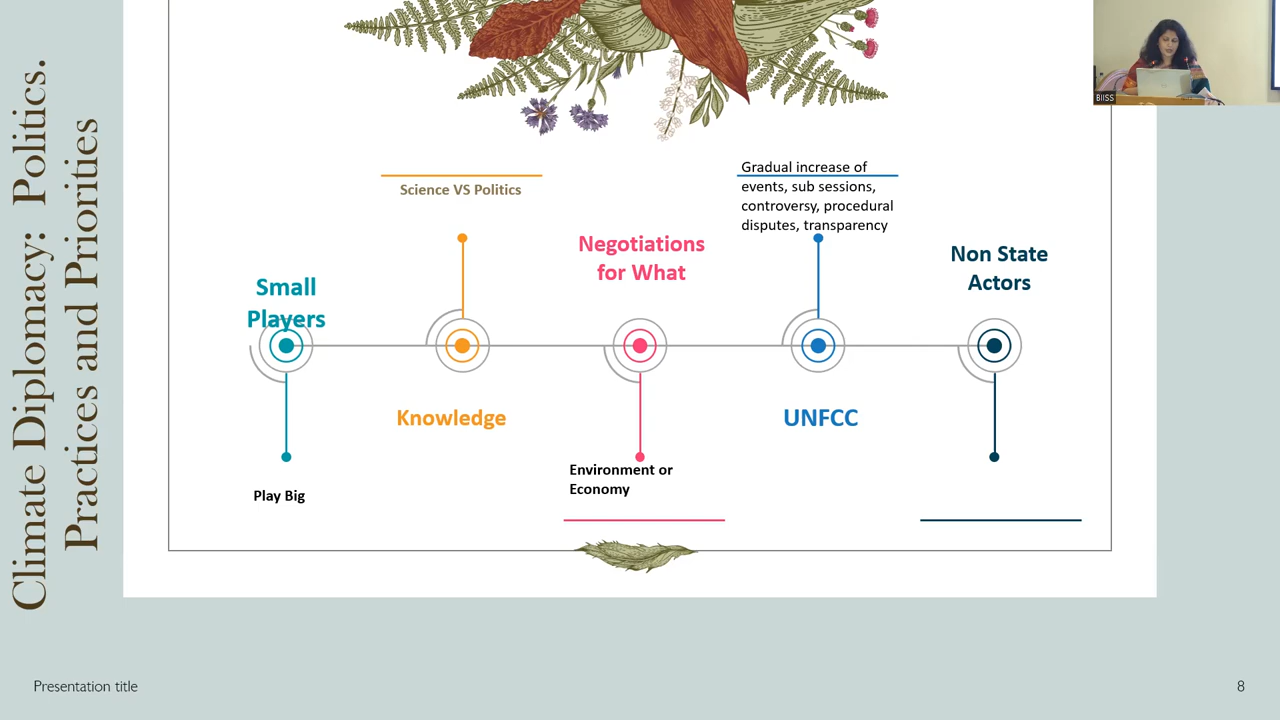 Climate Diplomacy: Politics.
Practices and Priorities
BIISS
Science VS Politics
Gradual increase of
events, sub sessions,
controversy, procedural
disputes, transparency
Negotiations
for What
Non State
Actors
Small
Players
Knowledge
UNFCC
Environment or
Economy
Play Big
Presentation title
8